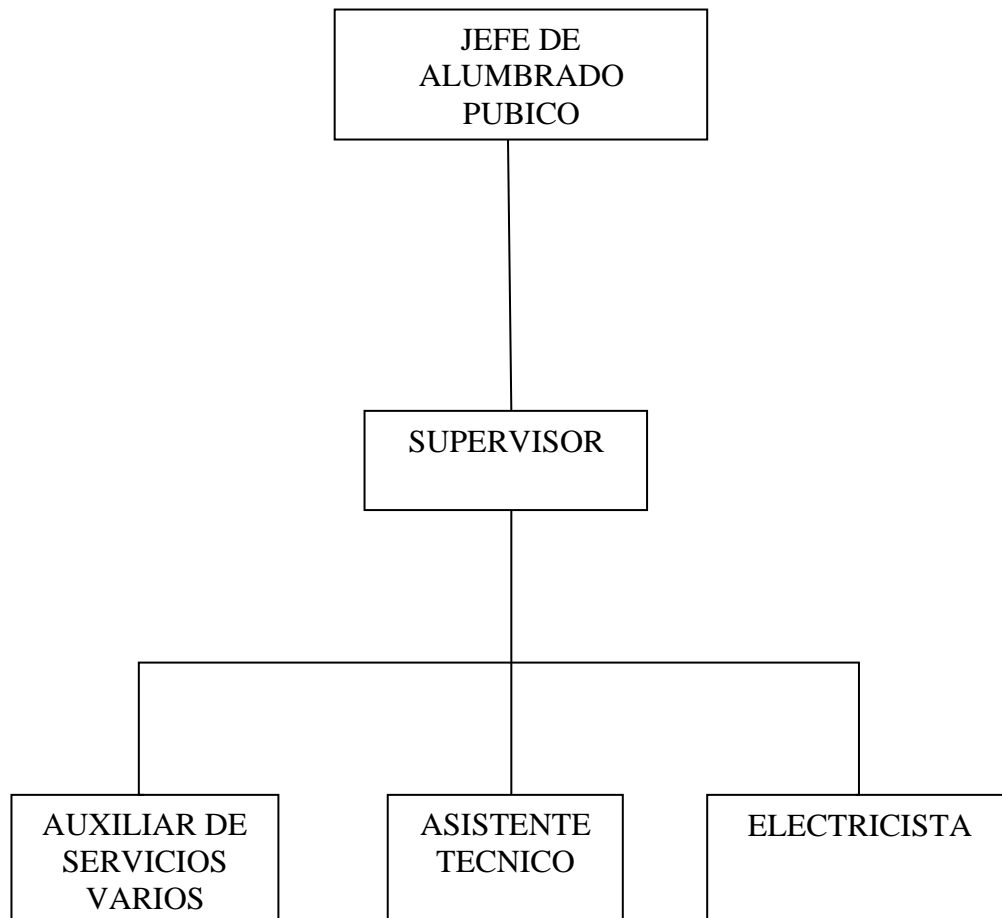 JEFE DE
ALUMBRADO
PUBICO
SUPERVISOR
AUXILIAR DE
SERVICIOS
VARIOS
ASISTENTE
TECNICO
ELECTRICISTA